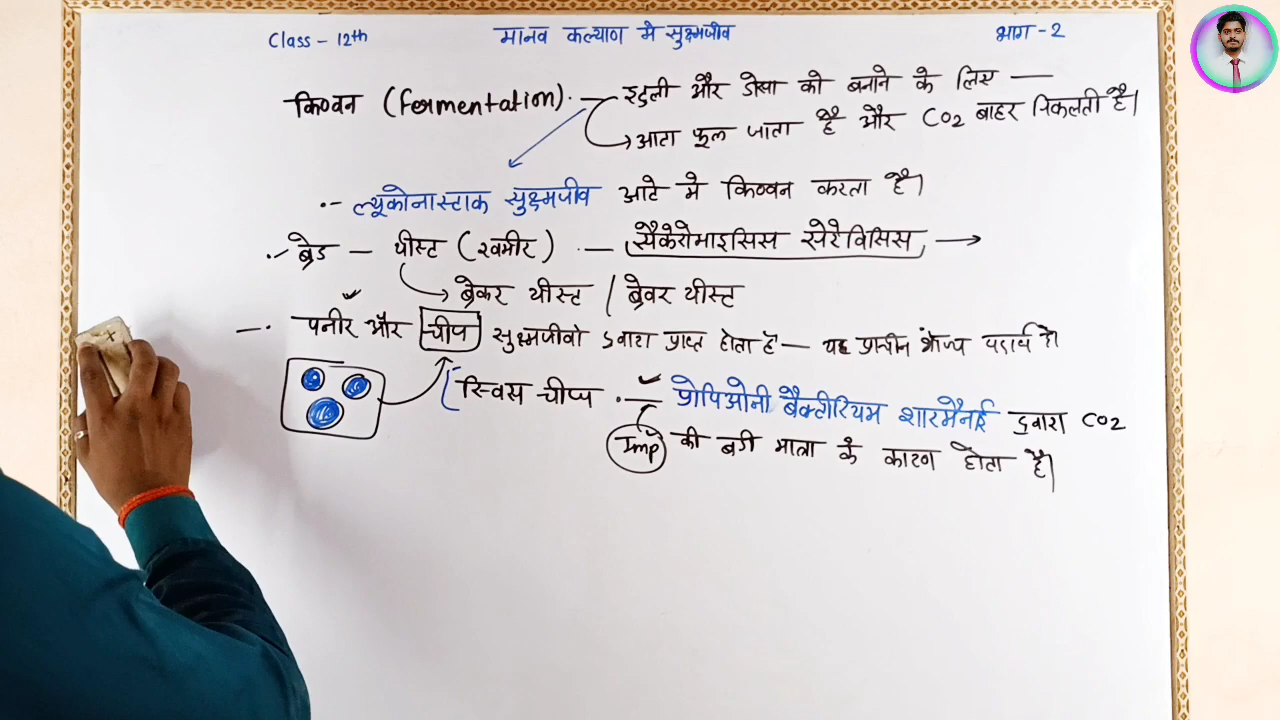 Class - 12th मानव कल्याण मे सुक्ष्मजीव भाग - 2
किण्वन (fermentation). — इडली और डोसा को बनाने के लिए —
→ आटा फूल जाता है और CO2 बाहर निकलती है।
.- ल्यूकोनास्टाक सुक्ष्मजीव आटे मे किण्वन करता है।
.- ब्रेड — यीस्ट (खमीर) . — सैकेरोमाइसिस सेरेविसिस →
→ ब्रेकर यीस्ट / ब्रेवर यीस्ट
—. पनीर और चीज सुक्ष्मजीवो द्वारा प्राप्त होता है — यह प्राचीन भोज्य पदार्थ है।
स्विस चीज . — प्रोपिओनी बैक्टीरियम शारमैनाई द्वारा CO2
Imp की बडी मात्रा के कारण होता है।